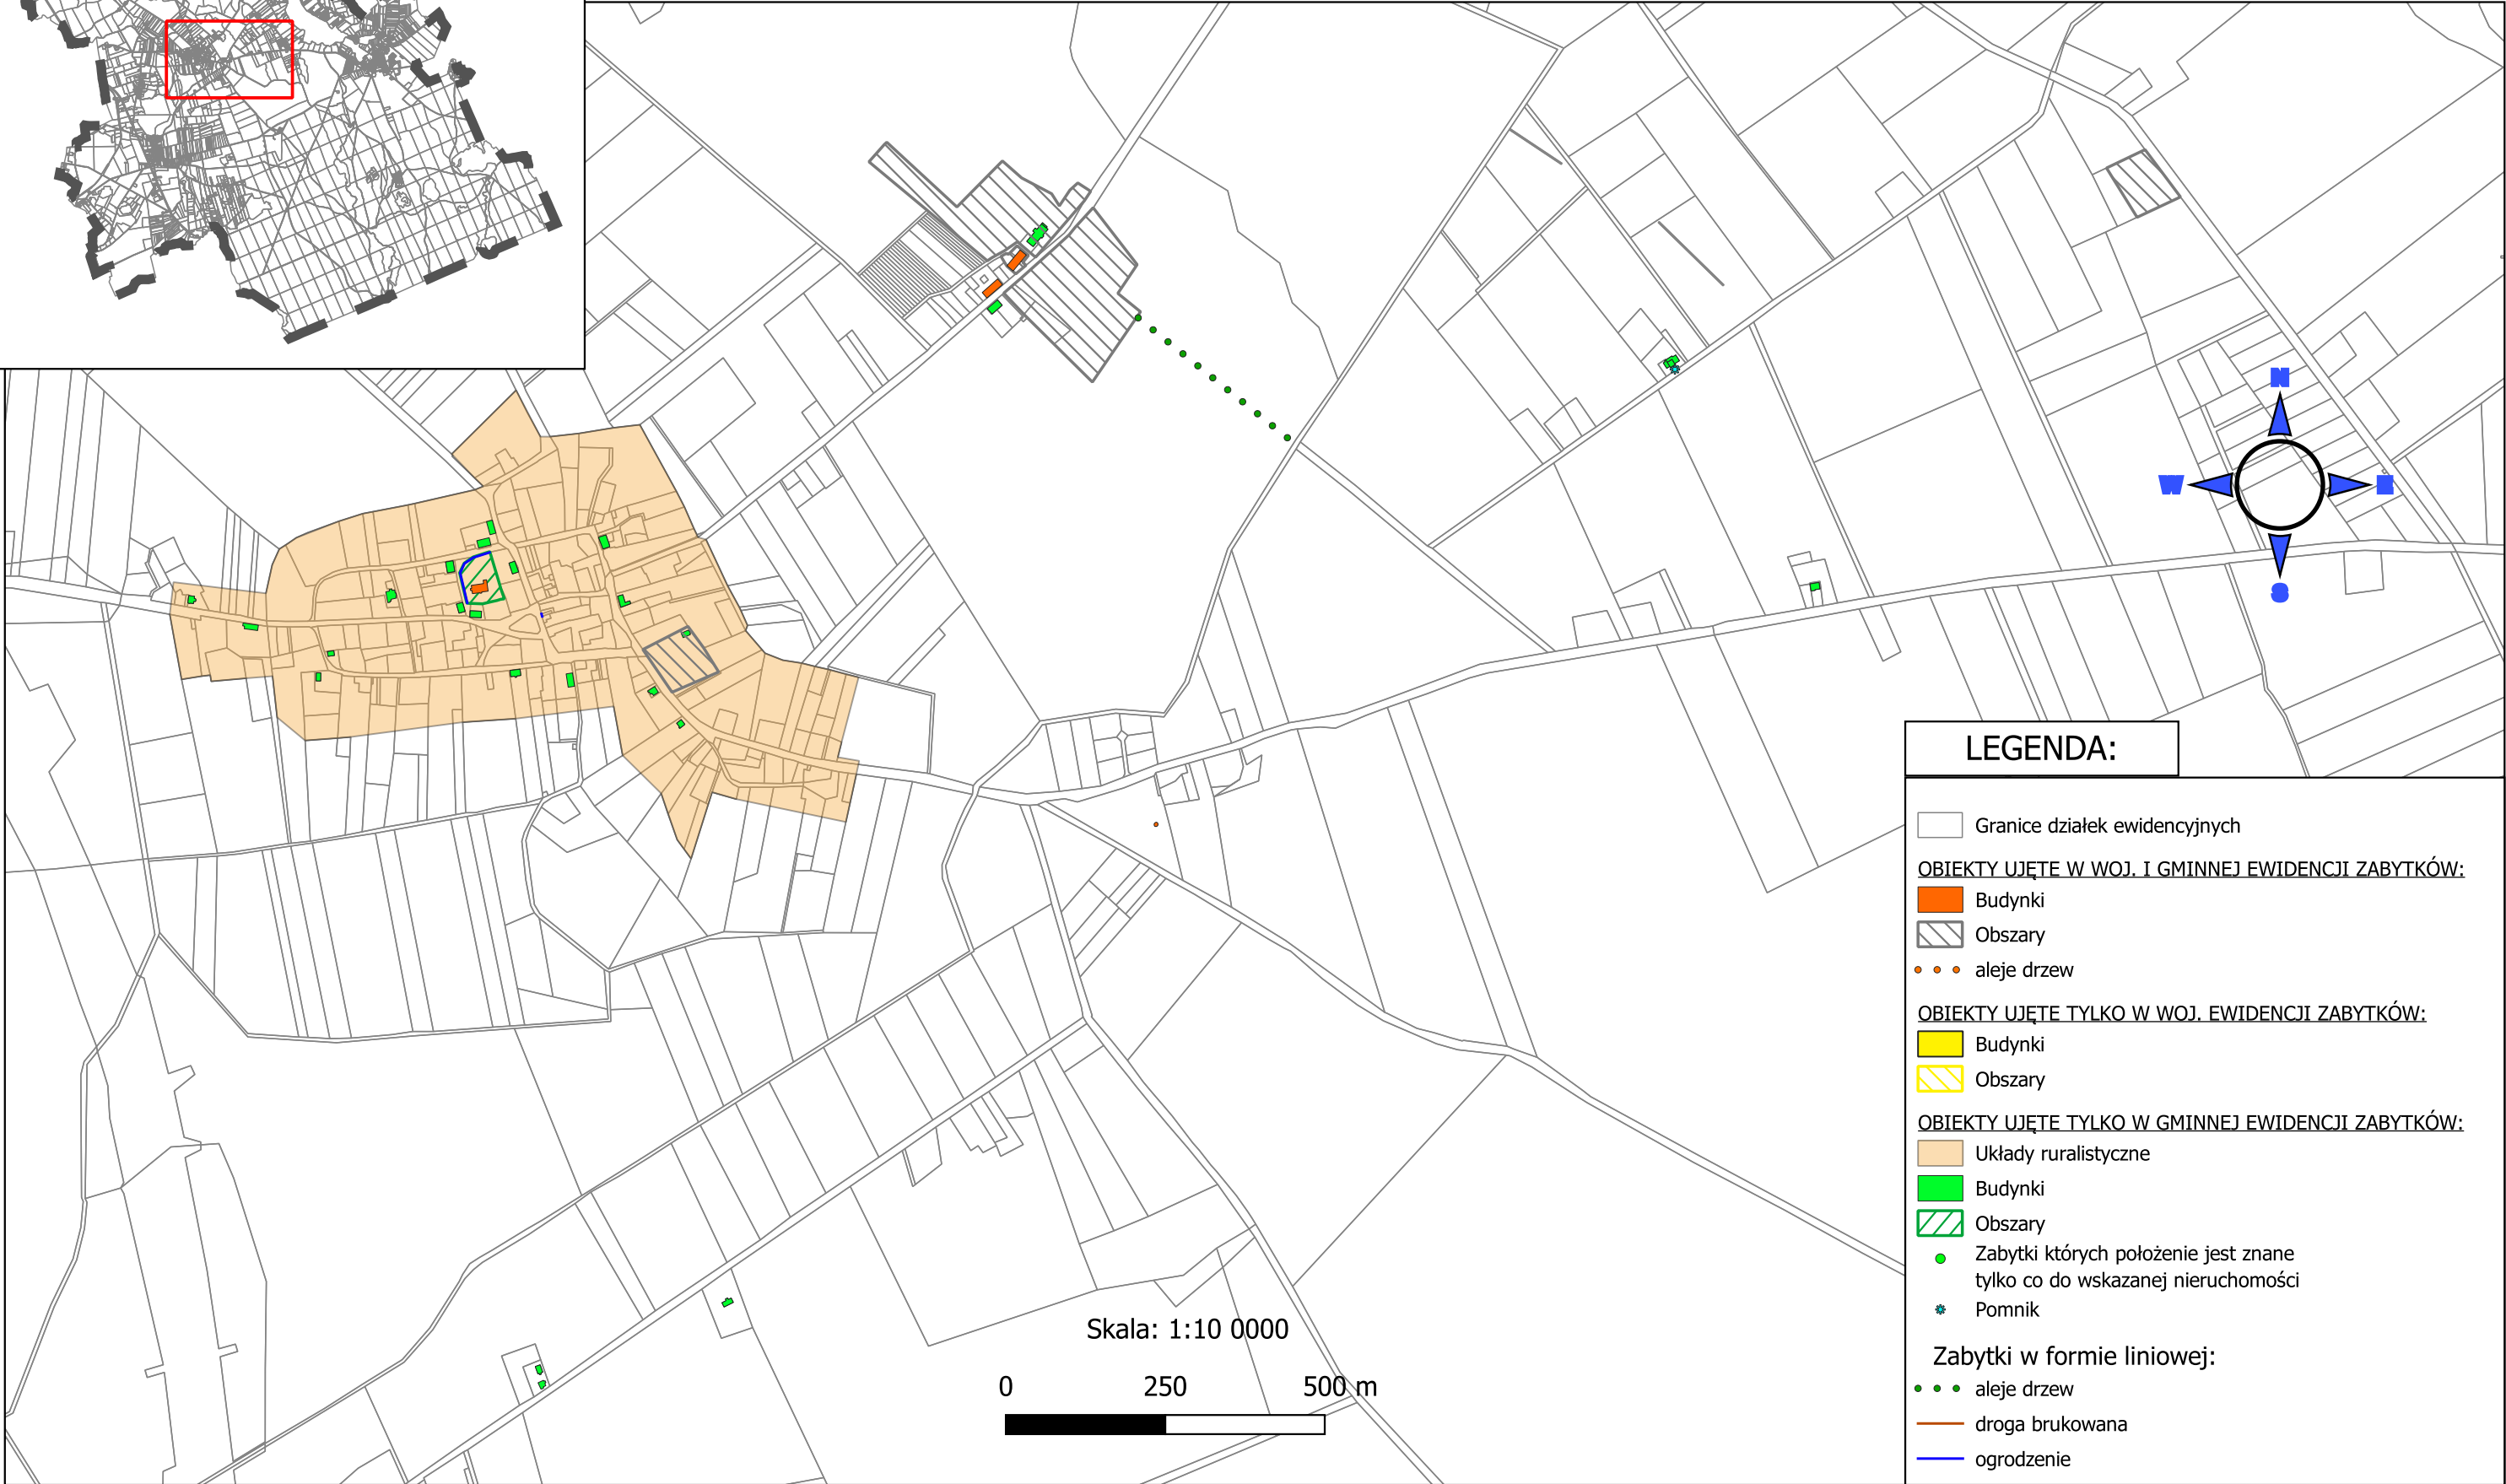 N
W E
S
LEGENDA:
Granice działek ewidencyjnych
OBIEKTY UJĘTE W WOJ. I GMINNEJ EWIDENCJI ZABYTKÓW:
Budynki
Obszary
aleje drzew
OBIEKTY UJĘTE TYLKO W WOJ. EWIDENCJI ZABYTKÓW:
Budynki
Obszary
OBIEKTY UJĘTE TYLKO W GMINNEJ EWIDENCJI ZABYTKÓW:
Układy ruralistyczne
Budynki
Obszary
Zabytki których położenie jest znane
tylko co do wskazanej nieruchomości
Pomnik
Zabytki w formie liniowej:
aleje drzew
droga brukowana
ogrodzenie
Skala: 1:10 0000
0 250 500 m